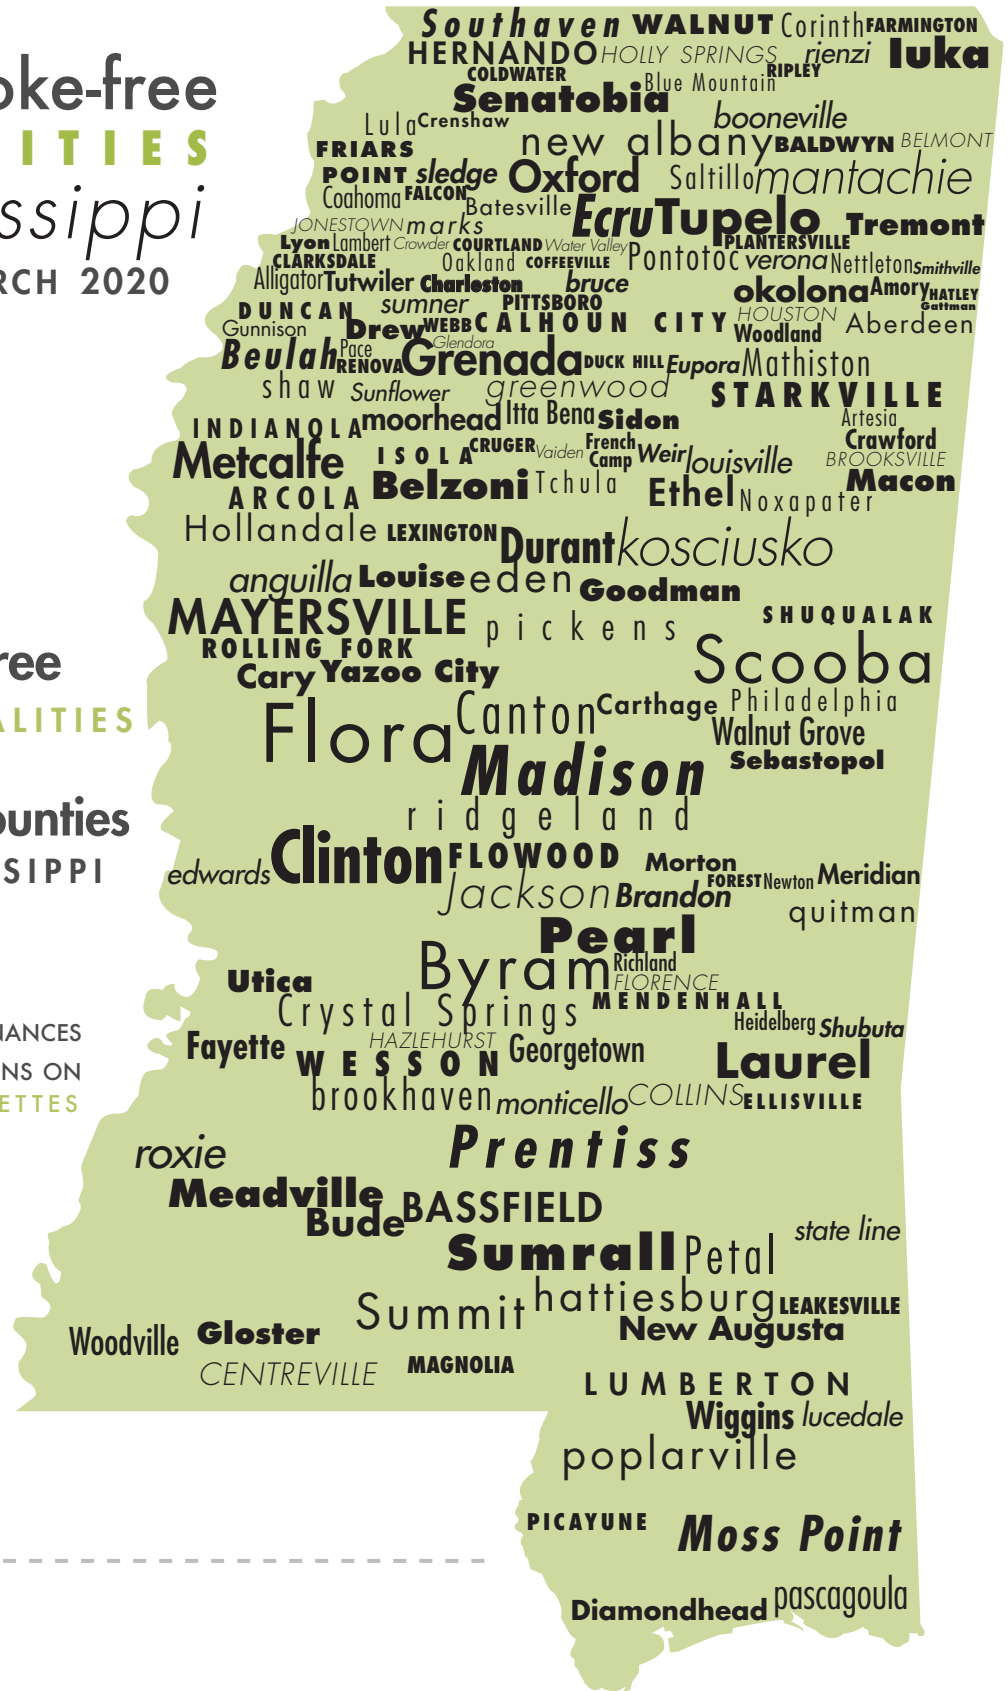 oke-free
ITIES
ssippi
RCH 2020
ree
ALITIES
ounties
SIPPI
NANCES
NS ON
ETTES
Southaven WALNUT Corinth FARMINGTON
HERNANDO HOLLY SPRINGS rienzi Iuka
COLDWATER Blue Mountain RIPLEY
Senatobia
Lula Crenshaw booneville
FRIARS new albany BALDWYN BELMONT
POINT sledge Oxford Saltillo mantachie
Coahoma FALCON Batesville Ecru Tupelo Tremont
JONESTOWN marks
Lyon Lambert Crowder COURTLAND Water Valley PLANTERSVILLE
CLARKSDALE Oakland COFFEEVILLE Pontotoc verona Nettleton Smithville
Alligator Tutwiler Charleston bruce okolona Amory HATLEY
sumner PITTSBORO Gattman
DUNCAN WEBB CALHOUN CITY HOUSTON Aberdeen
Gunnison Drew Glendora Woodland
Beulah Pace RENOVA Grenada DUCK HILL Eupora Mathiston
shaw Sunflower greenwood STARKVILLE
INDIANOLA moorhead Itta Bena Sidon Artesia
Metcalfe ISOLA CRUGER Vaiden French Camp Weir louisville Crawford
BROOKSVILLE
ARCOLA Belzoni Tchula Ethel Noxapater Macon
Hollandale LEXINGTON Durant kosciusko
anguilla Louise eden Goodman
MAYERSVILLE pickens SHUQUALAK
ROLLING FORK Scooba
Cary Yazoo City
Flora Canton Carthage Philadelphia
Walnut Grove
Madison Sebastopol
ridgeland
edwards Clinton FLOWOOD Morton FOREST Newton Meridian
Jackson Brandon quitman
Pearl
Utica Byram Richland
FLORENCE
Crystal Springs MENDENHALL Heidelberg Shubuta
Fayette HAZLEHURST Georgetown
WESSON Laurel
brookhaven monticello COLLINS ELLISVILLE
roxie Prentiss
Meadville BASSFIELD
Bude state line
Sumrall Petal
Summit hattiesburg LEAKESVILLE
Woodville Gloster New Augusta
CENTREVILLE MAGNOLIA
LUMBERTON
Wiggins lucedale
poplarville
PICAYUNE Moss Point
Diamondhead pascagoula